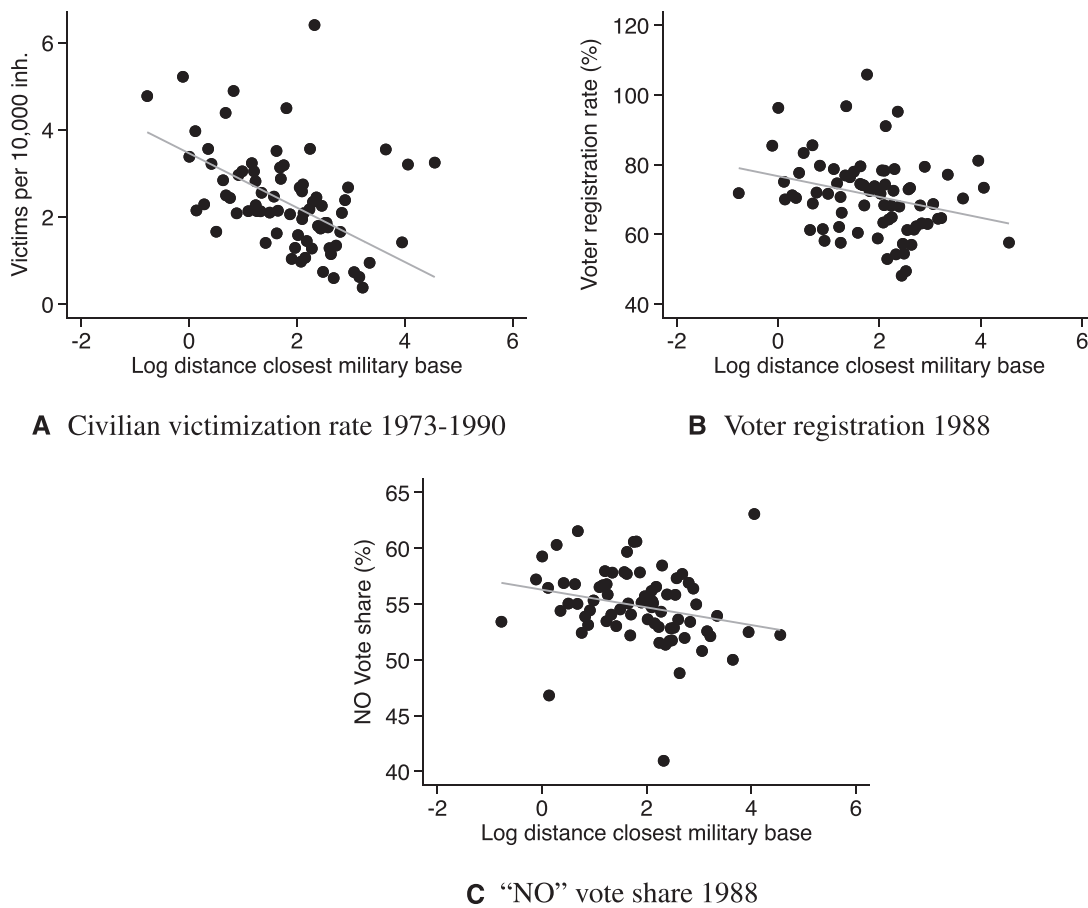 Victims per 10,000 inh.
6
4
2
0
-2 0 2 4 6
Log distance closest military base
A Civilian victimization rate 1973-1990
Voter registration rate (%)
120
100
80
60
40
-2 0 2 4 6
Log distance closest military base
B Voter registration 1988
NO Vote share (%)
65
60
55
50
45
40
-2 0 2 4 6
Log distance closest military base
C “NO” vote share 1988